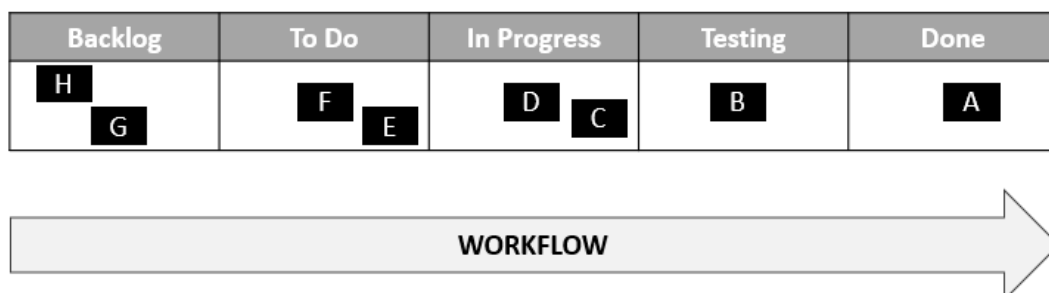 Backlog To Do In Progress Testing Done
H F D B A
G E C
WORKFLOW